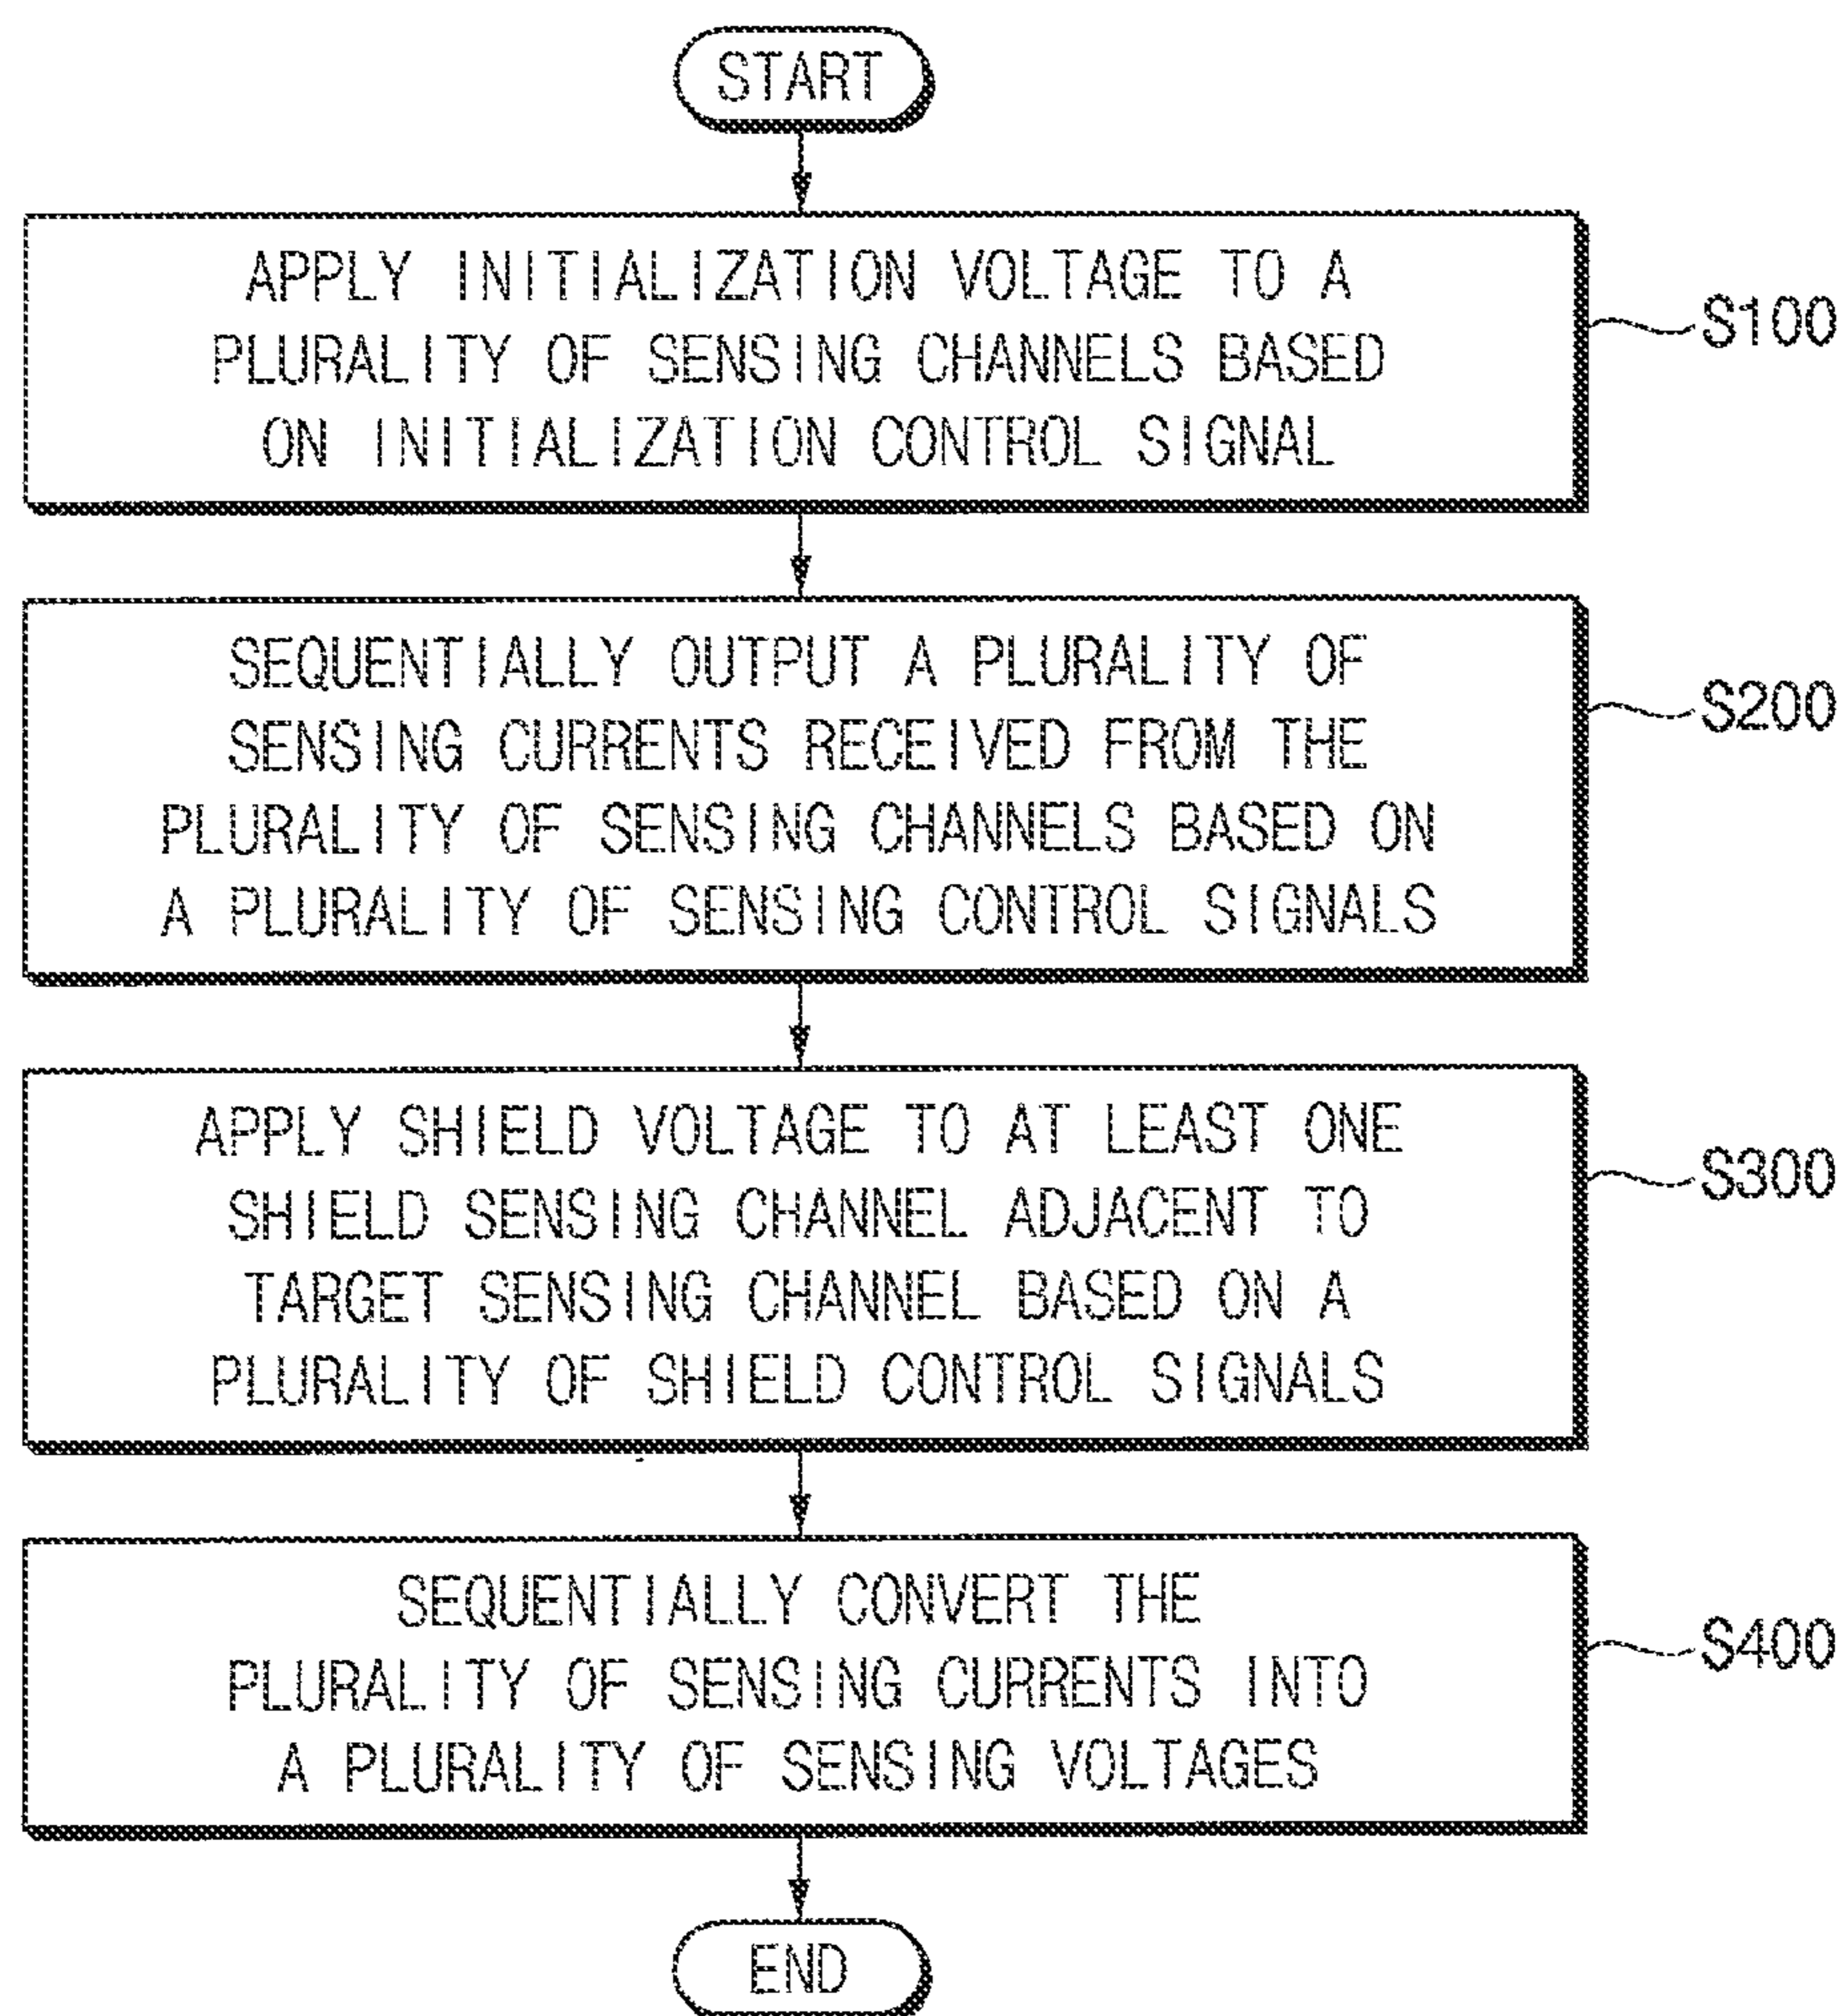 START
APPLY INITIALIZATION VOLTAGE TO A
PLURALITY OF SENSING CHANNELS BASED
ON INITIALIZATION CONTROL SIGNAL
S100
SEQUENTIALLY OUTPUT A PLURALITY OF
SENSING CURRENTS RECEIVED FROM THE
PLURALITY OF SENSING CHANNELS BASED ON
A PLURALITY OF SENSING CONTROL SIGNALS
S200
APPLY SHIELD VOLTAGE TO AT LEAST ONE
SHIELD SENSING CHANNEL ADJACENT TO
TARGET SENSING CHANNEL BASED ON A
PLURALITY OF SHIELD CONTROL SIGNALS
S300
SEQUENTIALLY CONVERT THE
PLURALITY OF SENSING CURRENTS INTO
A PLURALITY OF SENSING VOLTAGES
S400
END